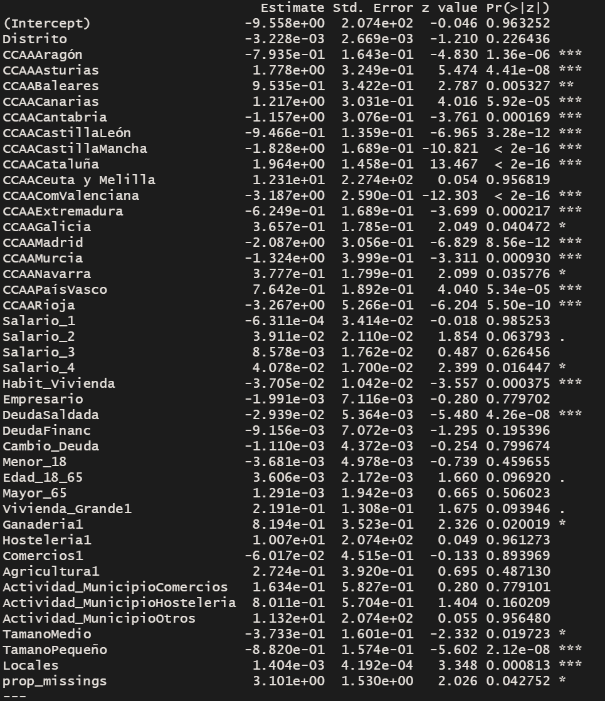 Estimate Std. Error z value Pr(>|z|)
(Intercept) -9.558e+00 2.074e+02 -0.046 0.963252
Distrito -3.228e-03 2.669e-03 -1.210 0.226436
CCAAAragón -7.935e-01 1.643e-01 -4.830 1.36e-06 ***
CCAAAsturias 1.778e+00 3.249e-01 5.474 4.41e-08 ***
CCAABaleares 9.535e-01 3.422e-01 2.787 0.005327 **
CCAACanarias 1.217e+00 3.031e-01 4.016 5.92e-05 ***
CCAACantabria -1.157e+00 3.076e-01 -3.761 0.000169 ***
CCAACastillaLeón -9.466e-01 1.359e-01 -6.965 3.28e-12 ***
CCAACastillaMancha -1.828e+00 1.689e-01 -10.821 < 2e-16 ***
CCAACataluña 1.964e+00 1.458e-01 13.467 < 2e-16 ***
CCAACeuta y Melilla 1.231e+01 2.274e+02 0.054 0.956819
CCAAComValenciana -3.187e+00 2.590e-01 -12.303 < 2e-16 ***
CCAAExtremadura -6.249e-01 1.689e-01 -3.699 0.000217 ***
CCAAGalicia 3.657e-01 1.785e-01 2.049 0.040472 *
CCAAMadrid -2.087e+00 3.056e-01 -6.829 8.56e-12 ***
CCAAMurcia -1.324e+00 3.999e-01 -3.311 0.000930 ***
CCAANavarra 3.777e-01 1.799e-01 2.099 0.035776 *
CCAAPaísVasco 7.642e-01 1.892e-01 4.040 5.34e-05 ***
CCAARioja -3.267e+00 5.266e-01 -6.204 5.50e-10 ***
Salario_1 -6.311e-04 3.414e-02 -0.018 0.985253
Salario_2 3.911e-02 2.110e-02 1.854 0.063793 .
Salario_3 8.578e-03 1.762e-02 0.487 0.626456
Salario_4 4.078e-02 1.700e-02 2.399 0.016447 *
Habit_Vivienda -3.705e-02 1.042e-02 -3.557 0.000375 ***
Empresario -1.991e-03 7.116e-03 -0.280 0.779702
DeudaSaldada -2.939e-02 5.364e-03 -5.480 4.26e-08 ***
DeudaFinanc -9.156e-03 7.072e-03 -1.295 0.195396
Cambio_Deuda -1.110e-03 4.372e-03 -0.254 0.799674
Menor_18 -3.681e-03 4.978e-03 -0.739 0.459655
Edad_18_65 3.606e-03 2.172e-03 1.660 0.096920 .
Mayor_65 1.291e-03 1.942e-03 0.665 0.506023
Vivienda_Grande1 2.191e-01 1.308e-01 1.675 0.093946 .
Ganaderia1 8.194e-01 3.523e-01 2.326 0.020019 *
Hosteleria1 1.007e+01 2.074e+02 0.049 0.961273
Comercios1 -6.017e-02 4.515e-01 -0.133 0.893969
Agricultura1 2.724e-01 3.920e-01 0.695 0.487130
Actividad_MunicipioComercios 1.634e-01 5.827e-01 0.280 0.779101
Actividad_MunicipioHosteleria 8.011e-01 5.704e-01 1.404 0.160209
Actividad_MunicipioOtros 1.132e+01 2.074e+02 0.055 0.956480
TamanoMedio -3.733e-01 1.601e-01 -2.332 0.019723 *
TamanoPequeño -8.820e-01 1.574e-01 -5.602 2.12e-08 ***
Locales 1.404e-03 4.192e-04 3.348 0.000813 ***
prop_missings 3.101e+00 1.530e+00 2.026 0.042752 *
---